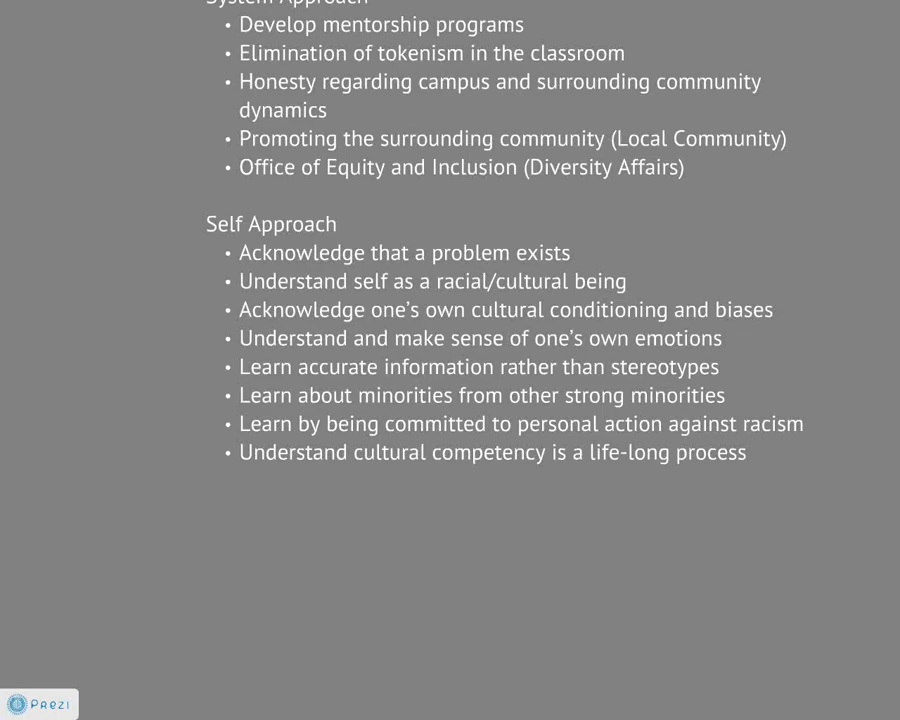 System Approach
• Develop mentorship programs
• Elimination of tokenism in the classroom
• Honesty regarding campus and surrounding community
dynamics
• Promoting the surrounding community (Local Community)
• Office of Equity and Inclusion (Diversity Affairs)
Self Approach
• Acknowledge that a problem exists
• Understand self as a racial/cultural being
• Acknowledge one’s own cultural conditioning and biases
• Understand and make sense of one’s own emotions
• Learn accurate information rather than stereotypes
• Learn about minorities from other strong minorities
• Learn by being committed to personal action against racism
• Understand cultural competency is a life-long process
Prezi